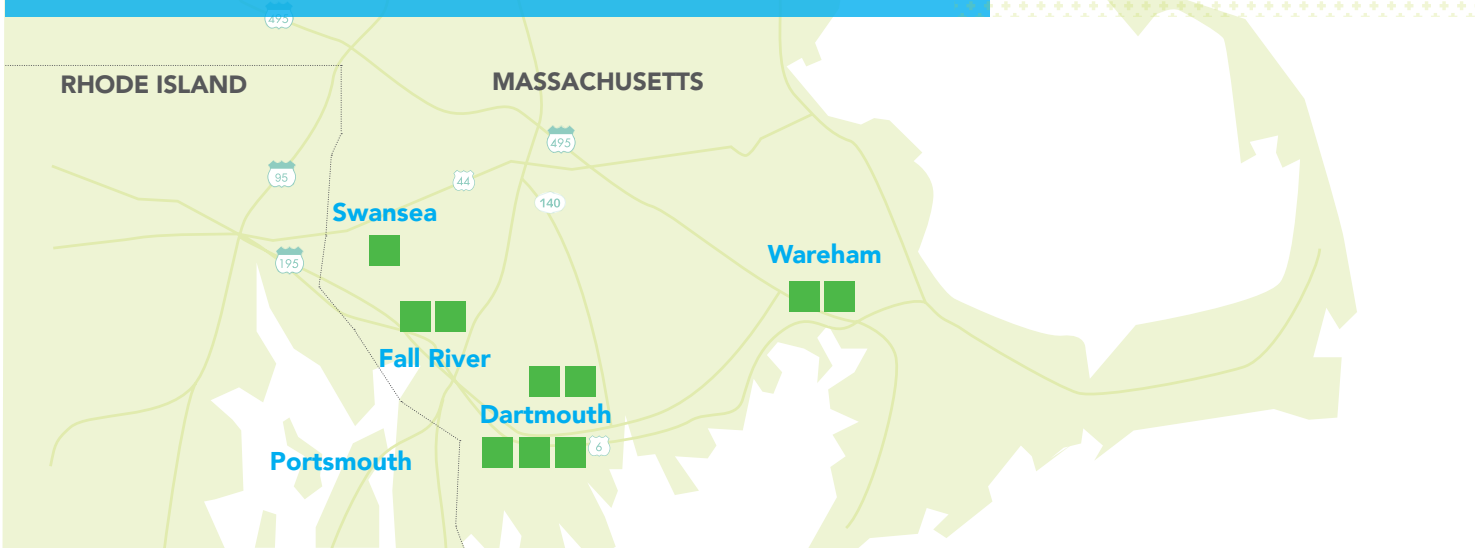 495
RHODE ISLAND
MASSACHUSETTS
495
95
44
140
Swansea
195
Wareham
Fall River
Dartmouth
6
Portsmouth